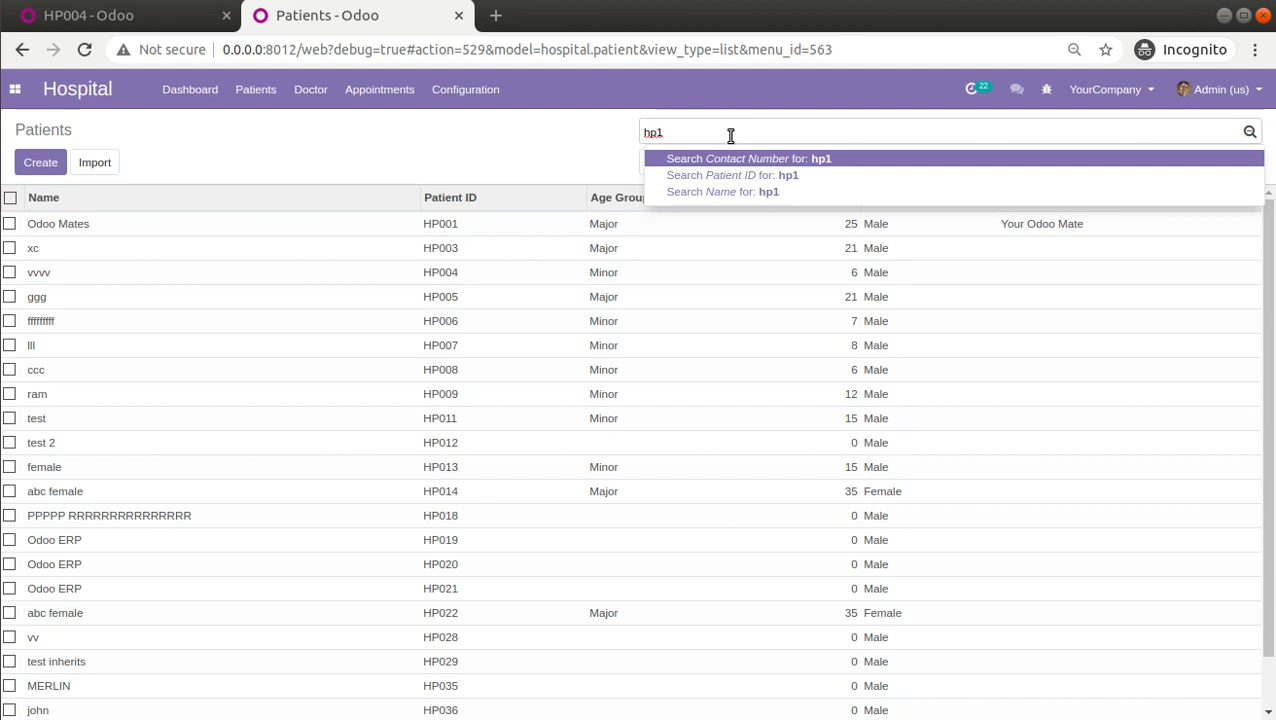 HP004 - Odoo
Patients - Odoo
Not secure 0.0.0.0:8012/web?debug=true#action=529&model=hospital.patient&view_type=list&menu_id=563 Incognito
Hospital Dashboard Patients Doctor Appointments Configuration 22 YourCompany Admin (us)
Patients
hp1
Create Import
Search Contact Number for: hp1
Search Patient ID for: hp1
Search Name for: hp1
Name Patient ID Age Grou
Odoo Mates HP001 Major 25 Male Your Odoo Mate
xc HP003 Major 21 Male
vvvv HP004 Minor 6 Male
ggg HP005 Major 21 Male
fffffffff HP006 Minor 7 Male
lll HP007 Minor 8 Male
ccc HP008 Minor 6 Male
ram HP009 Minor 12 Male
test HP011 Minor 15 Male
test 2 HP012 0 Male
female HP013 Minor 15 Male
abc female HP014 Major 35 Female
PPPPP RRRRRRRRRRRRRRR HP018 0 Male
Odoo ERP HP019 0 Male
Odoo ERP HP020 0 Male
Odoo ERP HP021 0 Male
abc female HP022 Major 35 Female
vv HP028 0 Male
test inherits HP029 0 Male
MERLIN HP035 0 Male
john HP036 0 Male